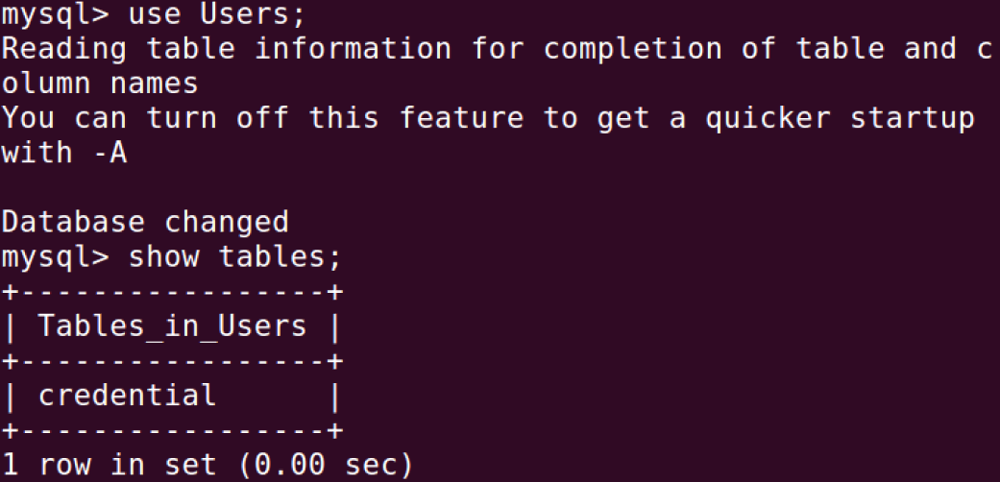 mysql> use Users;
Reading table information for completion of table and c
olumn names
You can turn off this feature to get a quicker startup
with -A

Database changed
mysql> show tables;
+-----------------+
| Tables_in_Users |
+-----------------+
| credential      |
+-----------------+
1 row in set (0.00 sec)